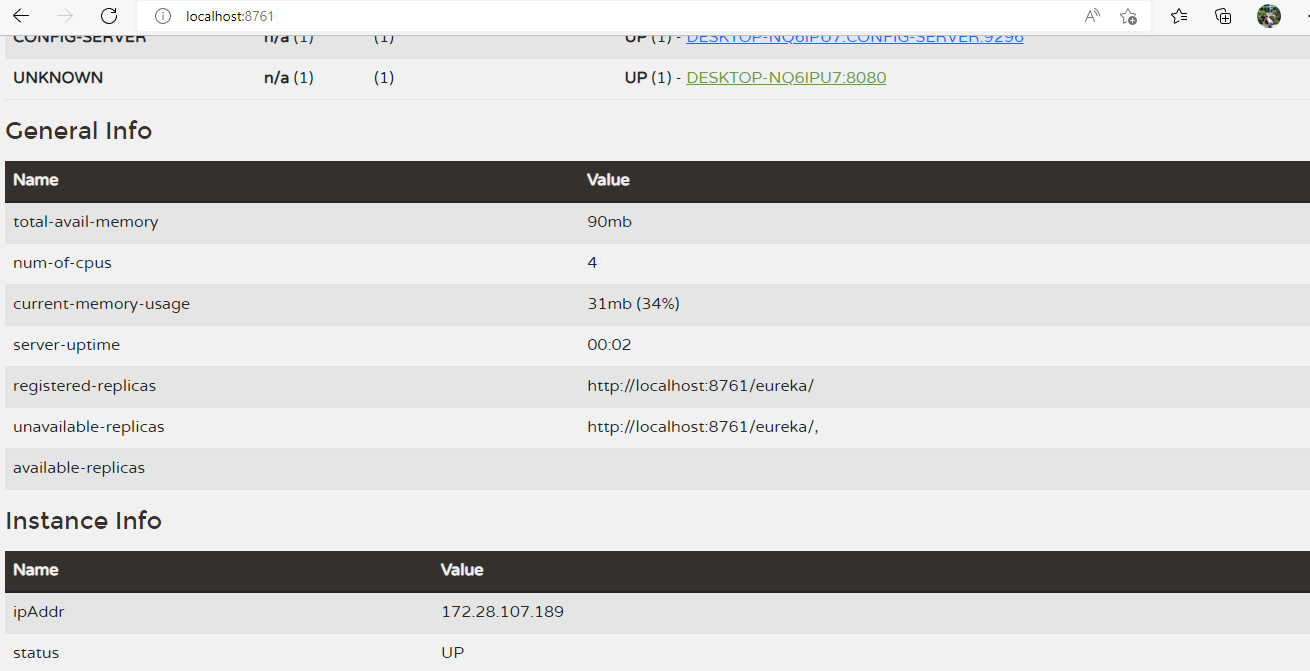 localhost:8761
CONFIG-SERVER n/a (1) (1) UP (1) - DESKTOP-NQ6IPU7:CONFIG-SERVER:9296
UNKNOWN n/a (1) (1) UP (1) - DESKTOP-NQ6IPU7:8080
General Info
Name Value
total-avail-memory 90mb
num-of-cpus 4
current-memory-usage 31mb (34%)
server-uptime 00:02
registered-replicas http://localhost:8761/eureka/
unavailable-replicas http://localhost:8761/eureka/,
available-replicas
Instance Info
Name Value
ipAddr 172.28.107.189
status UP